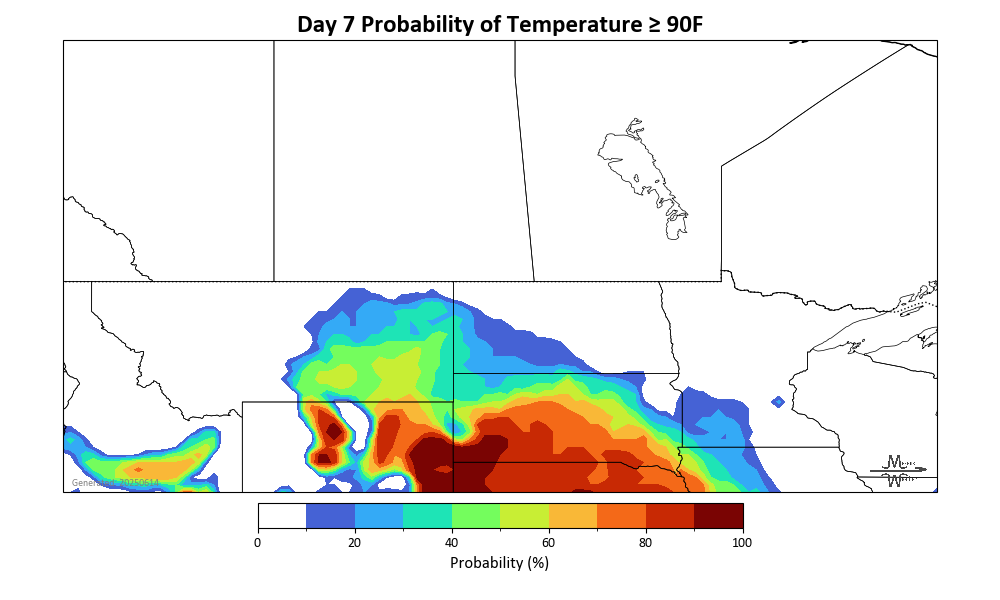 Day 7 Probability of Temperature ≥ 90F
Generated: 20250614
0 20 40 60 80 100
Probability (%)